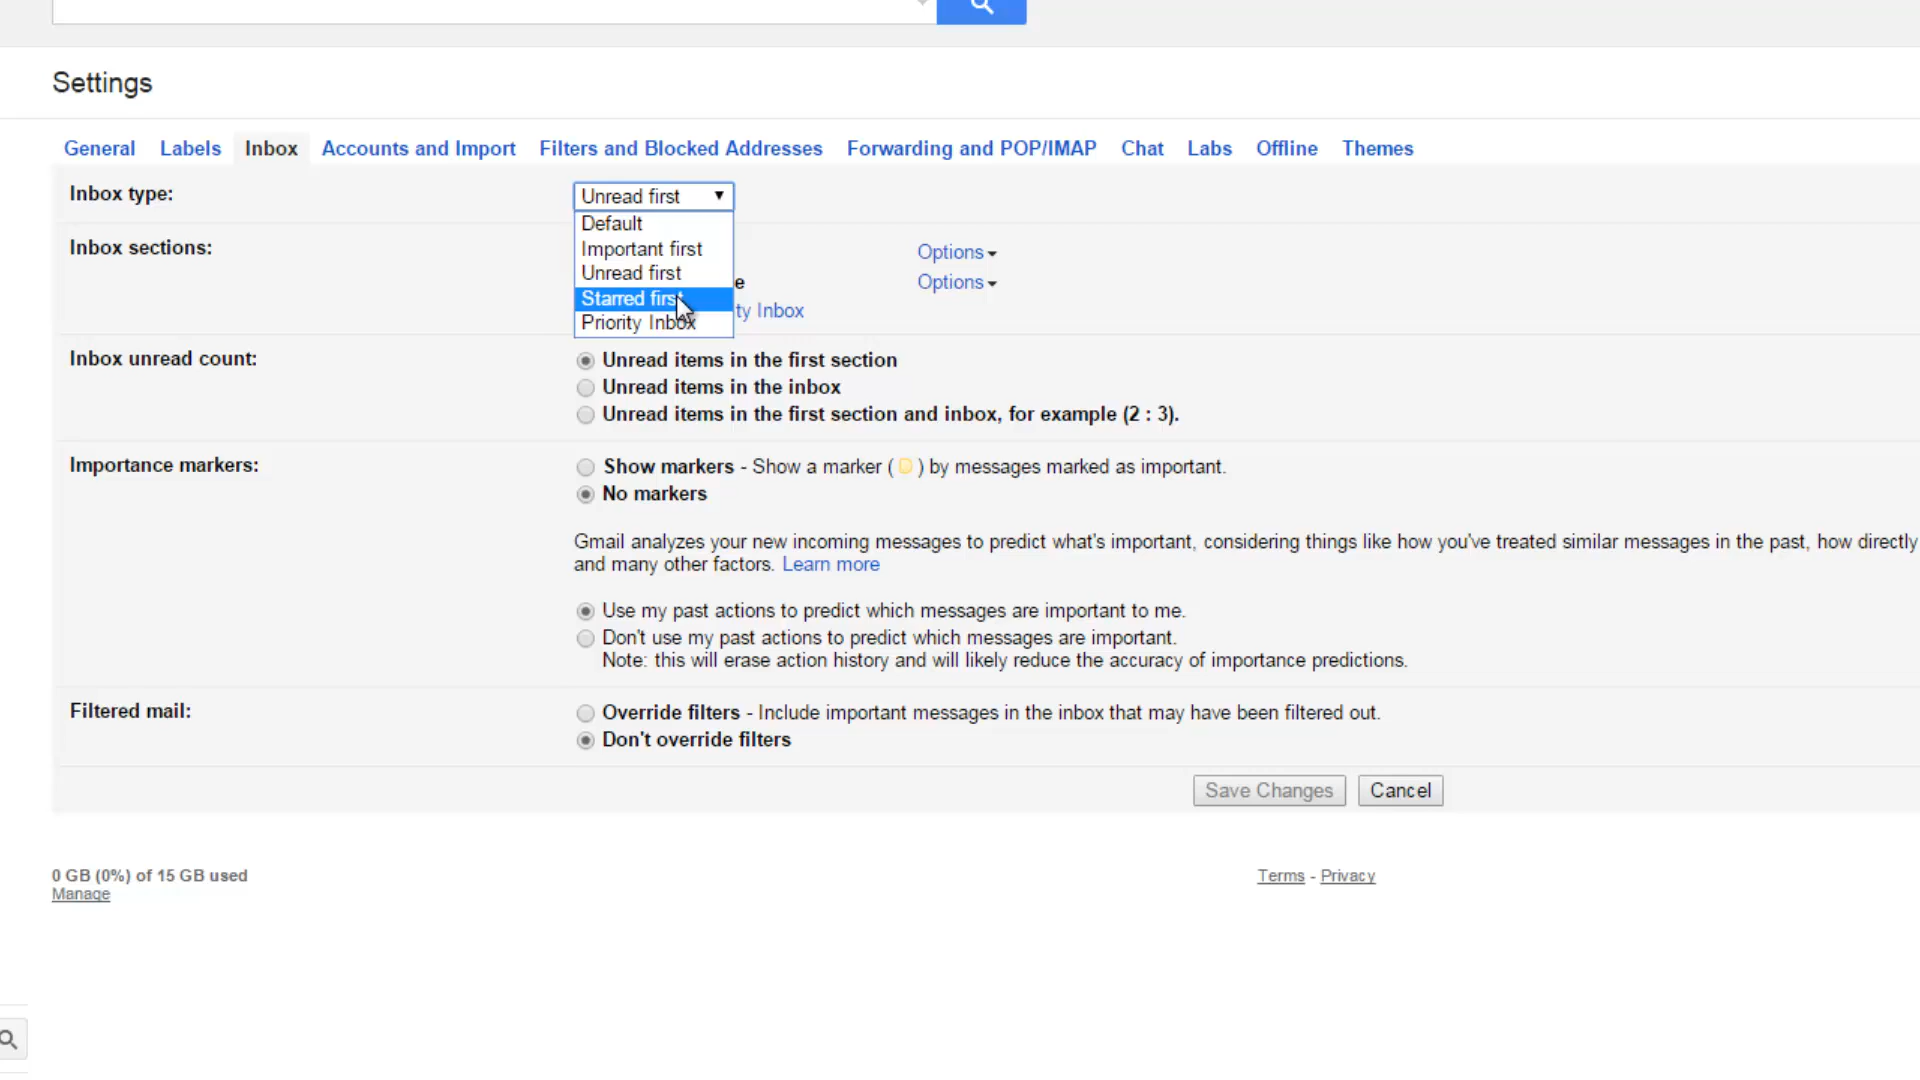 Settings
General Labels Inbox Accounts and Import Filters and Blocked Addresses Forwarding and POP/IMAP Chat Labs Offline Themes
Inbox type:
Unread first
Default
Important first
Unread first
Starred first
Priority Inbox
Inbox sections:
Options
e Options
ty Inbox
Inbox unread count:
Unread items in the first section
Unread items in the inbox
Unread items in the first section and inbox, for example (2 : 3).
Importance markers:
Show markers - Show a marker ( ) by messages marked as important.
No markers
Gmail analyzes your new incoming messages to predict what's important, considering things like how you've treated similar messages in the past, how directly
and many other factors. Learn more
Use my past actions to predict which messages are important to me.
Don't use my past actions to predict which messages are important.
Note: this will erase action history and will likely reduce the accuracy of importance predictions.
Filtered mail:
Override filters - Include important messages in the inbox that may have been filtered out.
Don't override filters
Save Changes Cancel
0 GB (0%) of 15 GB used
Manage
Terms - Privacy